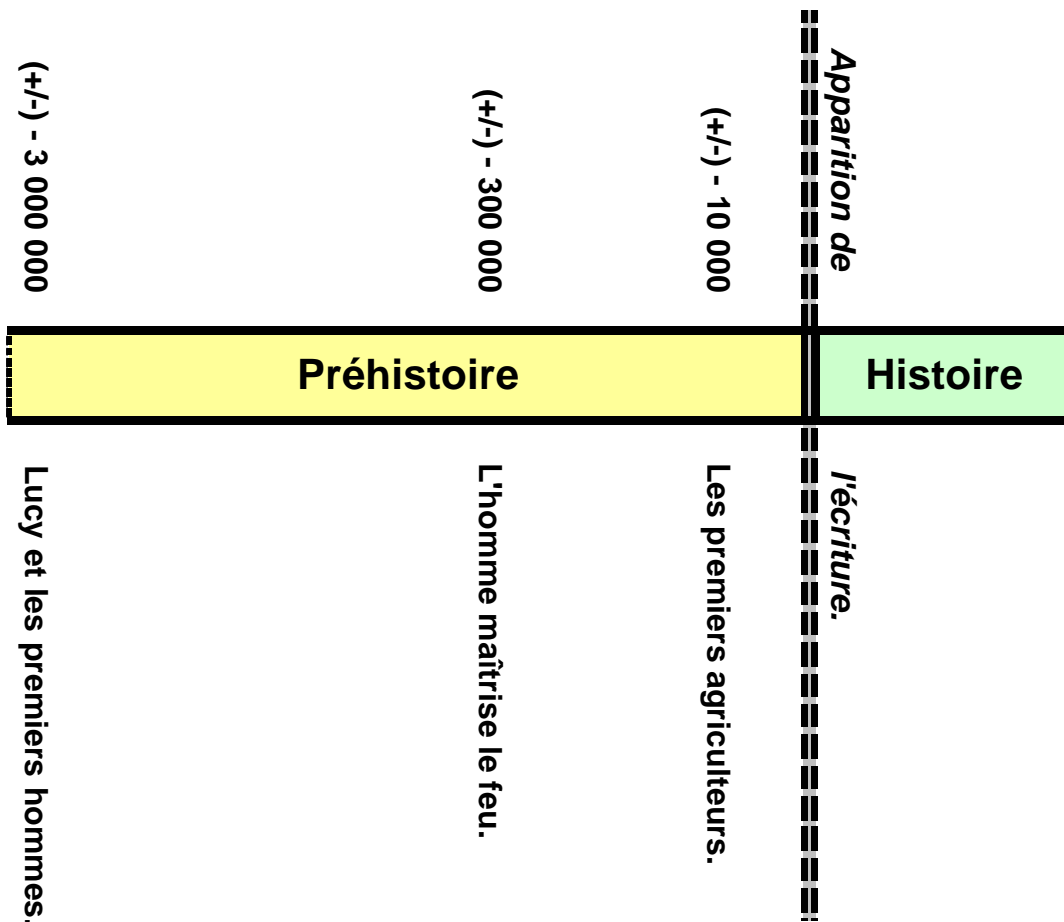 (+/-) - 3 000 000
(+/-) - 300 000
(+/-) - 10 000
Apparition de
Préhistoire
Histoire
Lucy et les premiers hommes.
L'homme maîtrise le feu.
Les premiers agriculteurs.
l'écriture.